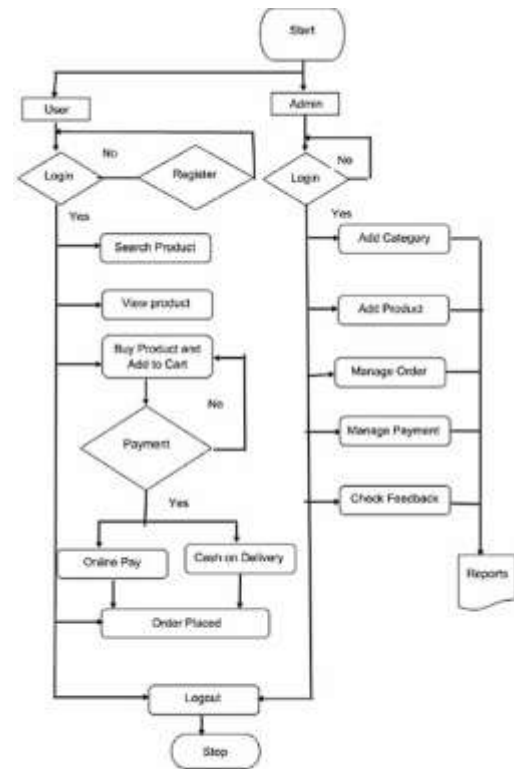 Start
User
Admin
Login
No
Register
Login
No
Yes
Yes
Search Product
Add Category
View product
Add Product
Buy Product and
Add to Cart
Manage Order
No
Payment
Manage Payment
Yes
Check Feedback
Online Pay
Cash on Delivery
Reports
Order Placed
Logout
Stop